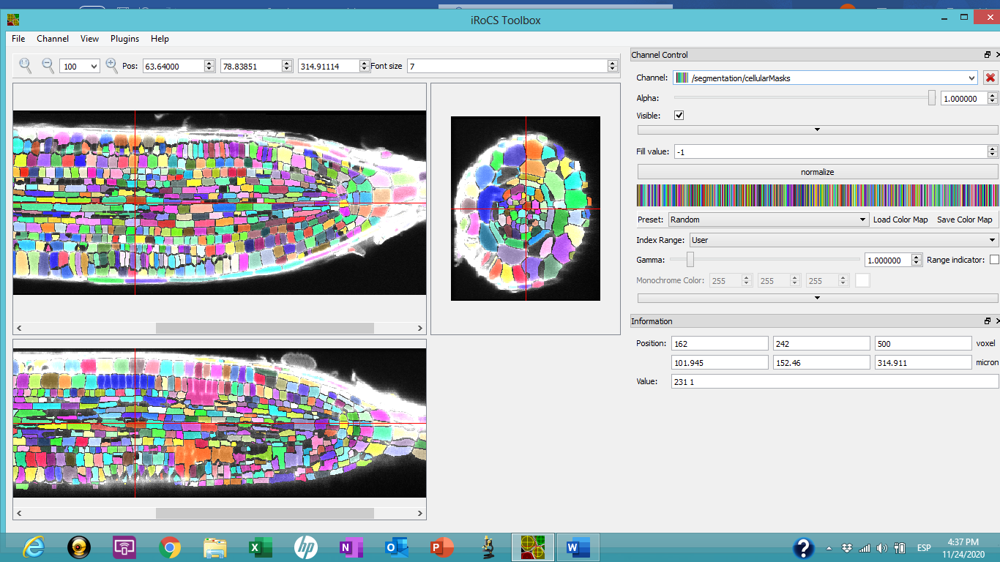 iRoCS Toolbox
File Channel View Plugins Help
100 Pos: 63.64000 78.83851 314.91114 Font size 7
Channel Control
Channel: /segmentation/cellularMasks
Alpha: 1.000000
Visible:
Fill value: -1
normalize
Preset: Random Load Color Map Save Color Map
Index Range: User
Gamma: 1.000000 Range indicator:
Monochrome Color: 255 255 255
Information
Position: 162 242 500 voxel
101.945 152.46 314.911 micron
Value: 231 1
ESP
4:37 PM
11/24/2020